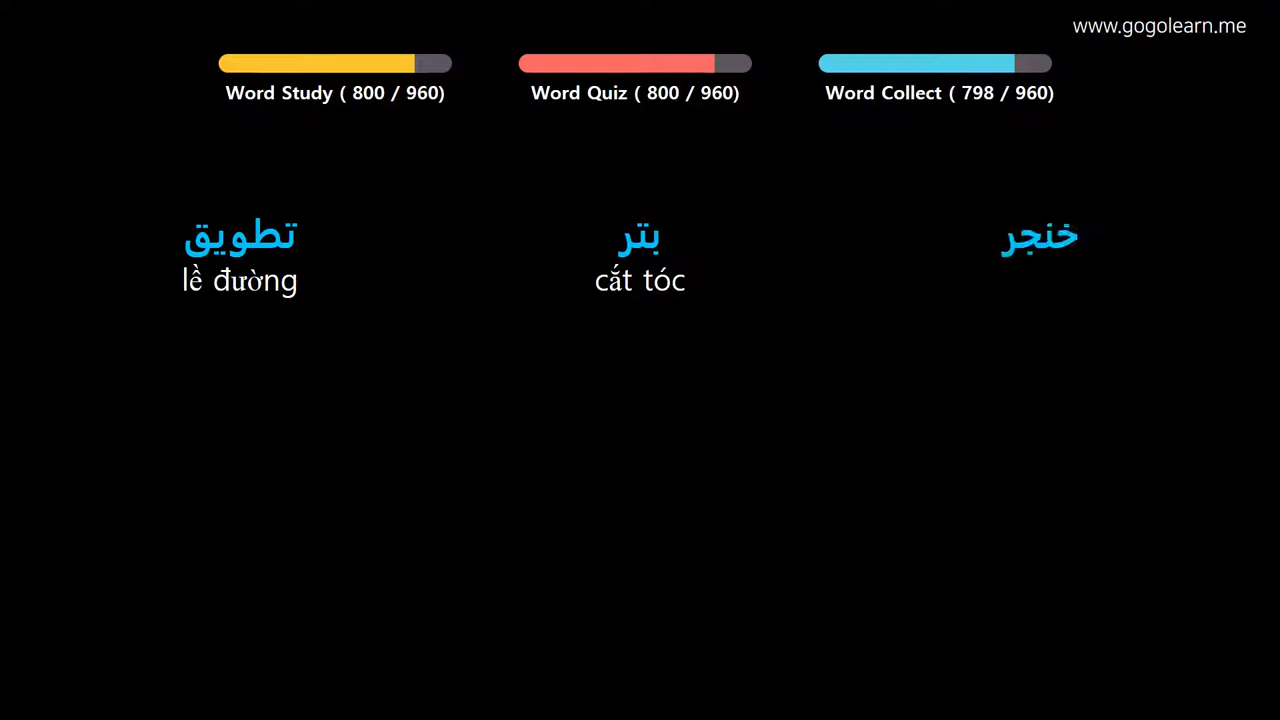 www.gogolearn.me
Word Study ( 800 / 960)
Word Quiz ( 800 / 960)
Word Collect ( 798 / 960)
تطويق
lề đường
بتر
cắt tóc
خنجر